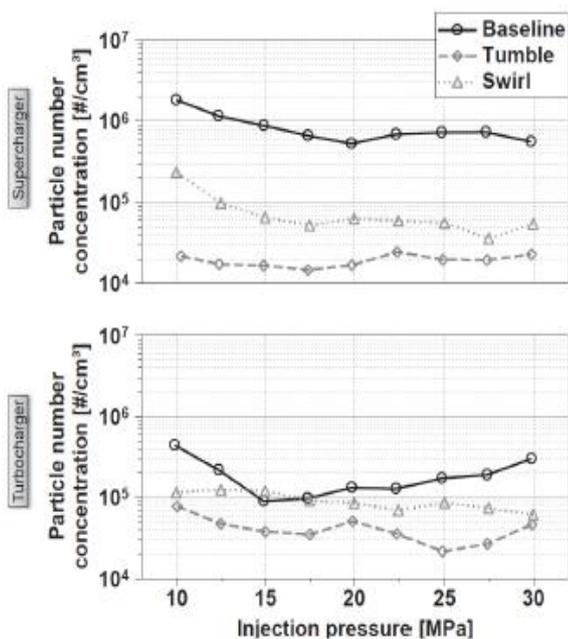 Baseline
Tumble
Swirl
Supercharger
Particle number
concentration [#/cm³]
10⁷
10⁶
10⁵
10⁴
Turbocharger
Particle number
concentration [#/cm³]
10⁷
10⁶
10⁵
10⁴
10 15 20 25 30
Injection pressure [MPa]